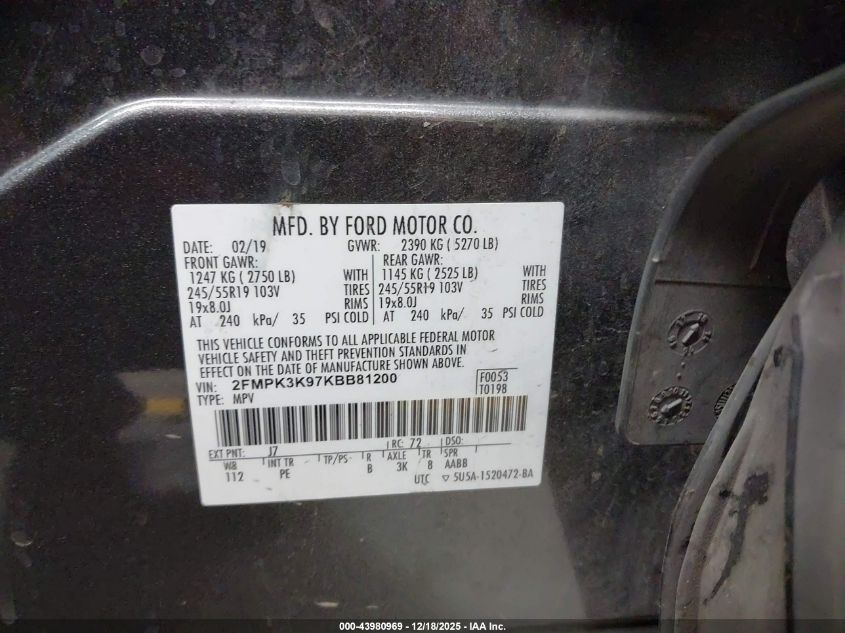 MFD. BY FORD MOTOR CO.
DATE: 02/19 GVWR: 2390 KG ( 5270 LB)
FRONT GAWR: REAR GAWR:
1247 KG ( 2750 LB) WITH 1145 KG ( 2525 LB) WITH
245/55R19 103V TIRES 245/55R19 103V TIRES
19x8.0J RIMS 19x8.0J RIMS
AT 240 kPa/ 35 PSI COLD AT 240 kPa/ 35 PSI COLD
THIS VEHICLE CONFORMS TO ALL APPLICABLE FEDERAL MOTOR
VEHICLE SAFETY AND THEFT PREVENTION STANDARDS IN
EFFECT ON THE DATE OF MANUFACTURE SHOWN ABOVE.
VIN: 2FMPK3K97KBB81200 F0053
TYPE: MPV T0198
EXT PNT: J7 RC: 72 DSO:
WB INT TR TP/PS R AXLE TR SPR
112 PE B 3K 8 AABB
UTC 5U5A-1520472-BA
000-43980969 | 12/18/2025 - IAA Inc.